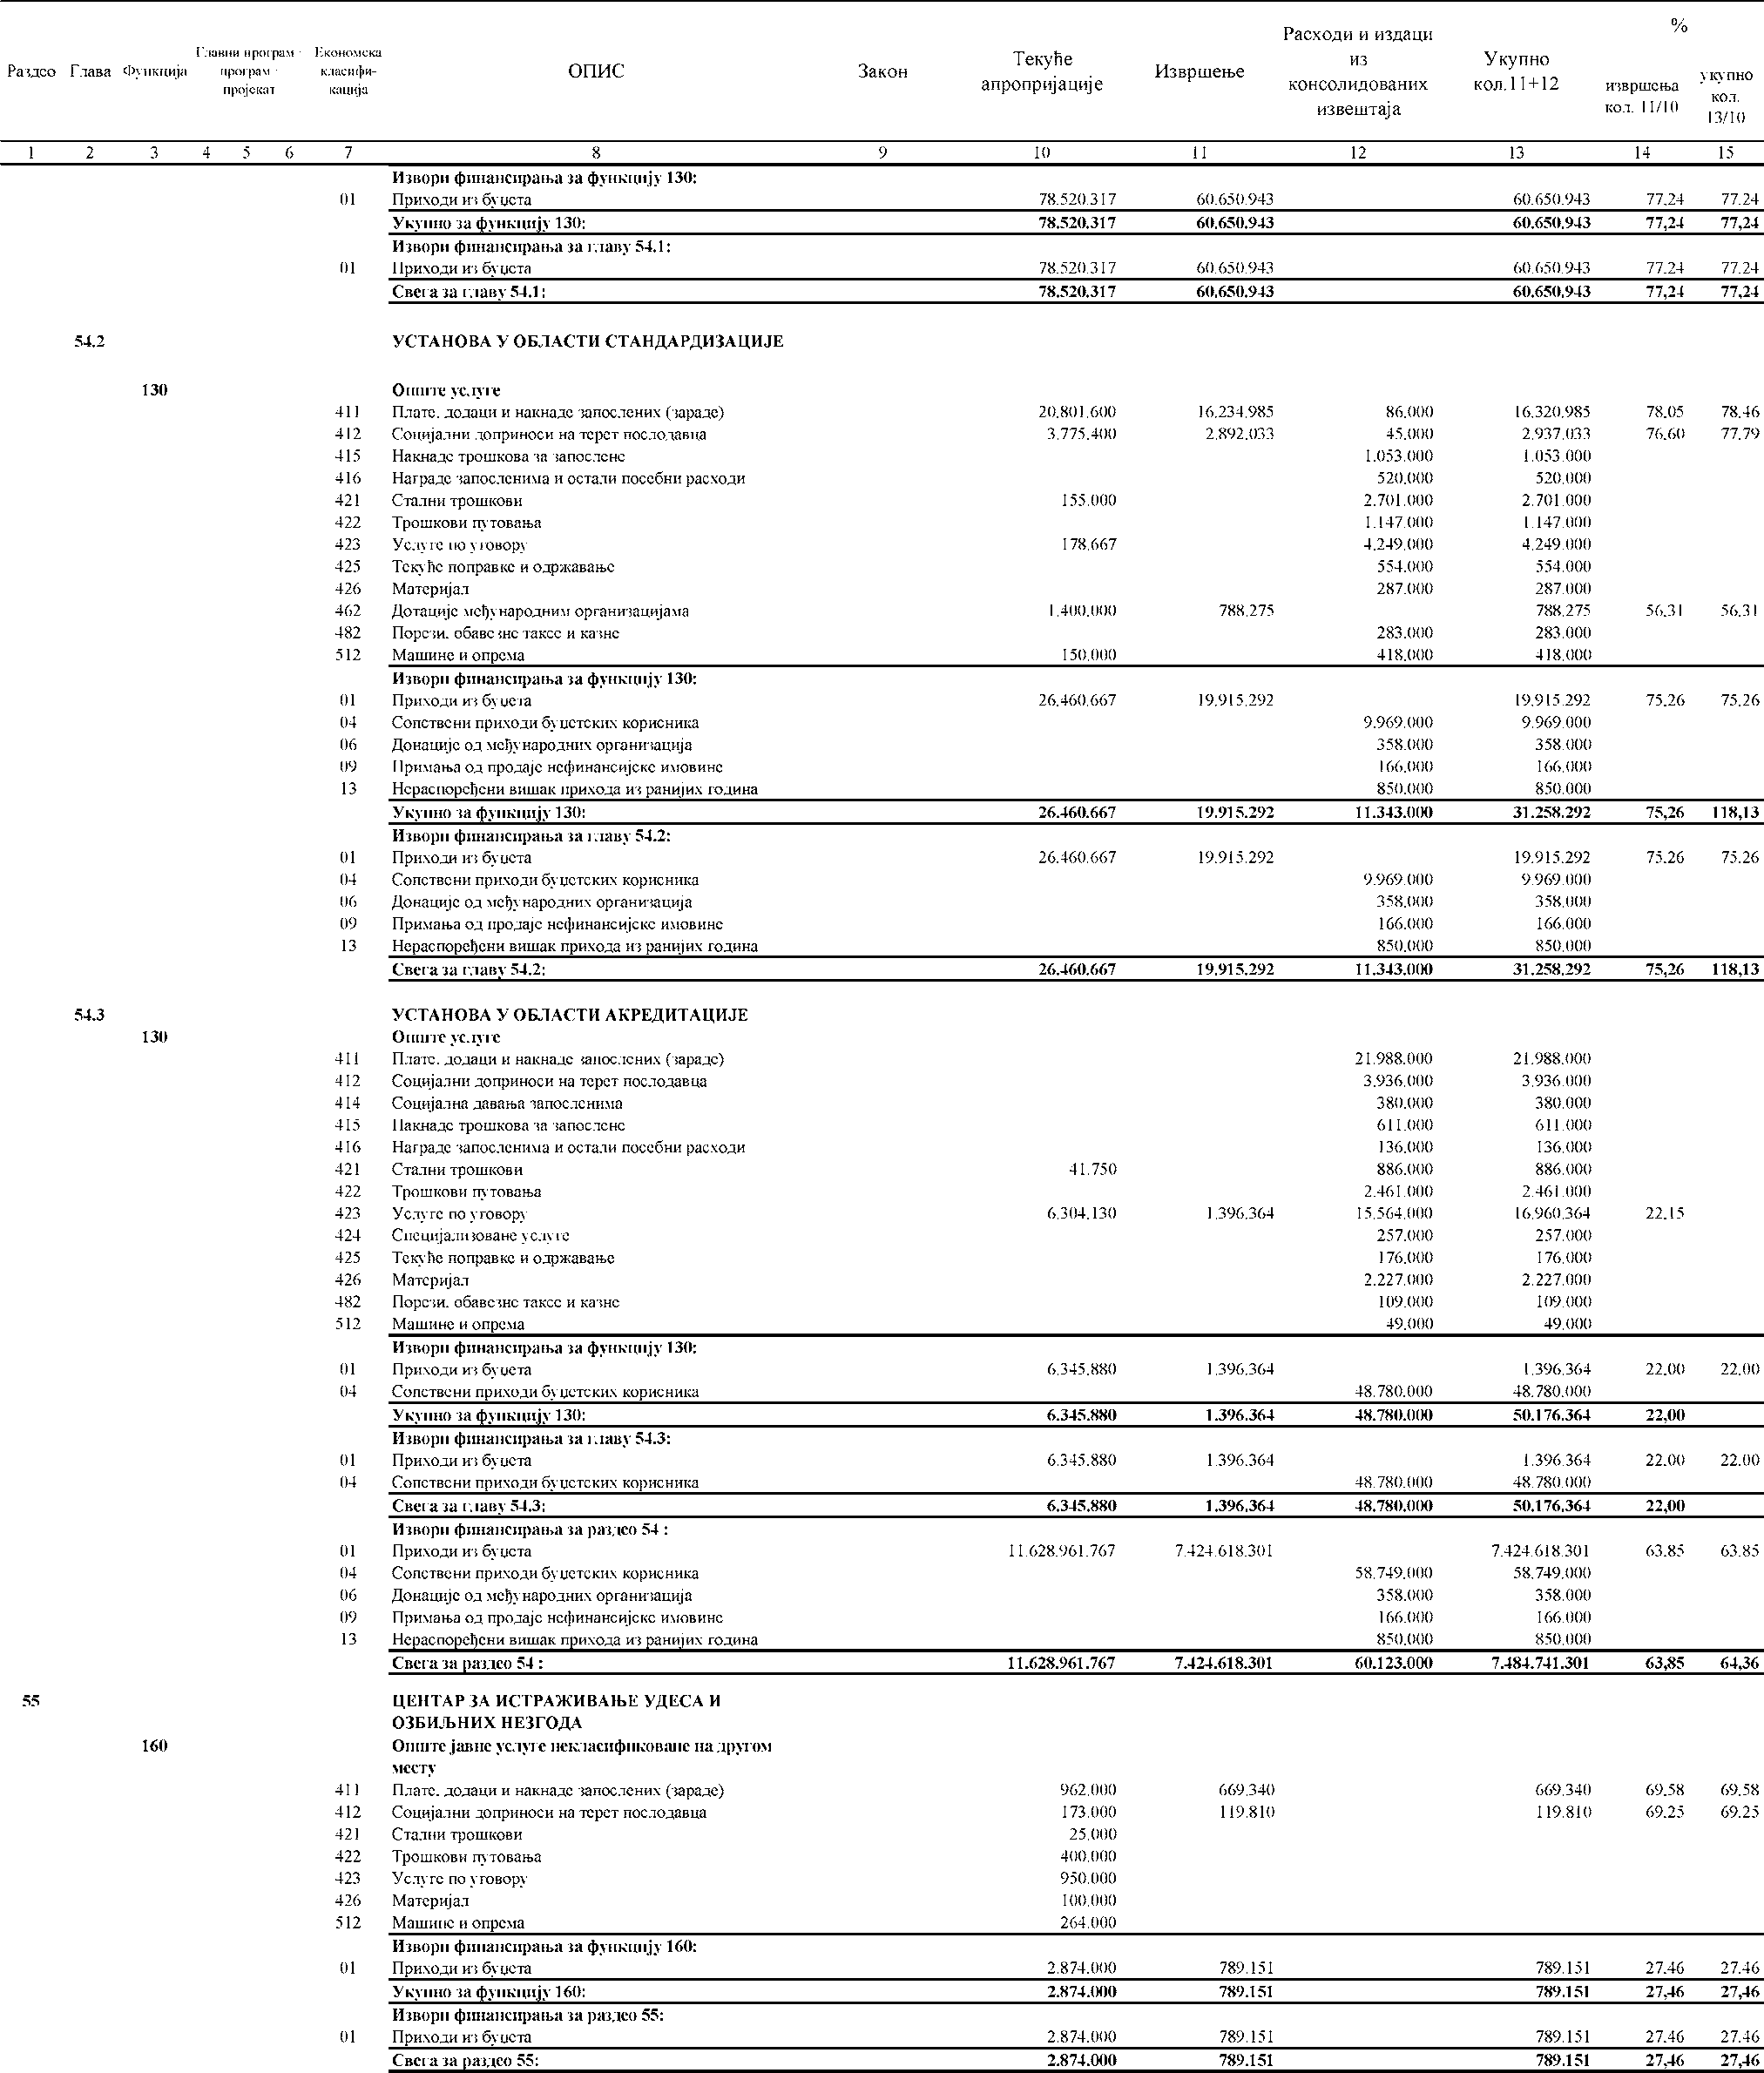 Раздео Глава Функција Главни програм / програм / пројекат Економска класифи-кација ОПИС Закон Текуће апропријације Извршење Расходи и издаци из консолидованих извештаја Укупно кол.11+12 % извршења кол. 11/10 укупно кол. 13/10
1 2 3 4 5 6 7 8 9 10 11 12 13 14 15
Извори финансирања за функцију 130:
01 Приходи из буџета 78.520.317 60.650.943 60.650.943 77,24 77,24
Укупно за функцију 130: 78.520.317 60.650.943 60.650.943 77,24 77,24
Извори финансирања за главу 54.1:
01 Приходи из буџета 78.520.317 60.650.943 60.650.943 77,24 77,24
Свега за главу 54.1: 78.520.317 60.650.943 60.650.943 77,24 77,24
54.2 УСТАНОВА У ОБЛАСТИ СТАНДАРДИЗАЦИЈЕ
130 Опште услуге
411 Плате, додаци и накнаде запослених (зараде) 20.801.600 16.234.985 86.000 16.320.985 78,05 78,46
412 Социјални доприноси на терет послодавца 3.775.400 2.892.033 45.000 2.937.033 76,60 77,79
415 Накнаде трошкова за запослене 1.053.000 1.053.000
416 Награде запосленима и остали посебни расходи 520.000 520.000
421 Стални трошкови 155.000 2.701.000 2.701.000
422 Трошкови путовања 1.147.000 1.147.000
423 Услуге по уговору 178.667 4.249.000 4.249.000
425 Текуће поправке и одржавање 554.000 554.000
426 Материјал 287.000 287.000
462 Дотације међународним организацијама 1.400.000 788.275 788.275 56,31 56,31
482 Порези, обавезне таксе и казне 283.000 283.000
512 Машине и опрема 150.000 418.000 418.000
Извори финансирања за функцију 130:
01 Приходи из буџета 26.460.667 19.915.292 19.915.292 75,26 75,26
04 Сопствени приходи буџетских корисника 9.969.000 9.969.000
06 Донације од међународних организација 358.000 358.000
09 Примања од продаје нефинансијске имовине 166.000 166.000
13 Нераспоређени вишак прихода из ранијих година 850.000 850.000
Укупно за функцију 130: 26.460.667 19.915.292 11.343.000 31.258.292 75,26 118,13
Извори финансирања за главу 54.2:
01 Приходи из буџета 26.460.667 19.915.292 19.915.292 75,26 75,26
04 Сопствени приходи буџетских корисника 9.969.000 9.969.000
06 Донације од међународних организација 358.000 358.000
09 Примања од продаје нефинансијске имовине 166.000 166.000
13 Нераспоређени вишак прихода из ранијих година 850.000 850.000
Свега за главу 54.2: 26.460.667 19.915.292 11.343.000 31.258.292 75,26 118,13
54.3 УСТАНОВА У ОБЛАСТИ АКРЕДИТАЦИЈЕ
130 Опште услуге
411 Плате, додаци и накнаде запослених (зараде) 21.988.000 21.988.000
412 Социјални доприноси на терет послодавца 3.936.000 3.936.000
414 Социјална давања запосленима 380.000 380.000
415 Накнаде трошкова за запослене 611.000 611.000
416 Награде запосленима и остали посебни расходи 136.000 136.000
421 Стални трошкови 41.750 886.000 886.000
422 Трошкови путовања 2.461.000 2.461.000
423 Услуге по уговору 6.304.130 1.396.364 15.564.000 16.960.364 22,15
424 Специјализоване услуге 257.000 257.000
425 Текуће поправке и одржавање 176.000 176.000
426 Материјал 2.227.000 2.227.000
482 Порези, обавезне таксе и казне 109.000 109.000
512 Машине и опрема 49.000 49.000
Извори финансирања за функцију 130:
01 Приходи из буџета 6.345.880 1.396.364 1.396.364 22,00 22,00
04 Сопствени приходи буџетских корисника 48.780.000 48.780.000
Укупно за функцију 130: 6.345.880 1.396.364 48.780.000 50.176.364 22,00
Извори финансирања за главу 54.3:
01 Приходи из буџета 6.345.880 1.396.364 1.396.364 22,00 22,00
04 Сопствени приходи буџетских корисника 48.780.000 48.780.000
Свега за главу 54.3: 6.345.880 1.396.364 48.780.000 50.176.364 22,00
Извори финансирања за раздео 54 :
01 Приходи из буџета 11.628.961.767 7.424.618.301 7.424.618.301 63,85 63,85
04 Сопствени приходи буџетских корисника 58.749.000 58.749.000
06 Донације од међународних организација 358.000 358.000
09 Примања од продаје нефинансијске имовине 166.000 166.000
13 Нераспоређени вишак прихода из ранијих година 850.000 850.000
Свега за раздео 54 : 11.628.961.767 7.424.618.301 60.123.000 7.484.741.301 63,85 64,36
55 ЦЕНТАР ЗА ИСТРАЖИВАЊЕ УДЕСА И
ОЗБИЉНИХ НЕЗГОДА
160 Опште јавне услуге некласификоване на другом
месту
411 Плате, додаци и накнаде запослених (зараде) 962.000 669.340 669.340 69,58 69,58
412 Социјални доприноси на терет послодавца 173.000 119.810 119.810 69,25 69,25
421 Стални трошкови 25.000
422 Трошкови путовања 400.000
423 Услуге по уговору 950.000
426 Материјал 100.000
512 Машине и опрема 264.000
Извори финансирања за функцију 160:
01 Приходи из буџета 2.874.000 789.151 789.151 27,46 27,46
Укупно за функцију 160: 2.874.000 789.151 789.151 27,46 27,46
Извори финансирања за раздео 55:
01 Приходи из буџета 2.874.000 789.151 789.151 27,46 27,46
Свега за раздео 55: 2.874.000 789.151 789.151 27,46 27,46